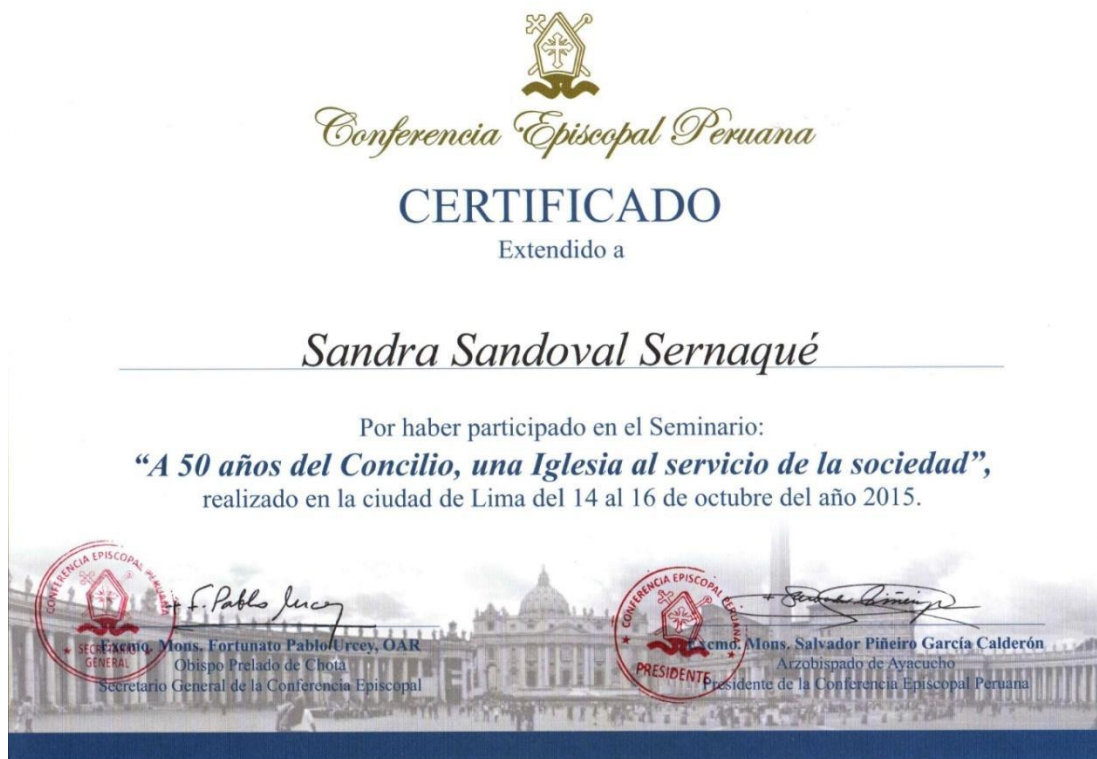 Conferencia Episcopal Peruana
CERTIFICADO
Extendido a
Sandra Sandoval Sernaqué
Por haber participado en el Seminario:
“A 50 años del Concilio, una Iglesia al servicio de la sociedad”,
realizado en la ciudad de Lima del 14 al 16 de octubre del año 2015.
CONFERENCIA EPISCOPAL PERUANA
SECRETARIO
GENERAL
+ F. Pablo Urcey
Excmo. Mons. Fortunato Pablo Urcey, OAR
Obispo Prelado de Chota
Secretario General de la Conferencia Episcopal
CONFERENCIA EPISCOPAL PERUANA
PRESIDENTE
Excmo. Mons. Salvador Piñeiro García Calderón
Arzobispado de Ayacucho
Presidente de la Conferencia Episcopal Peruana